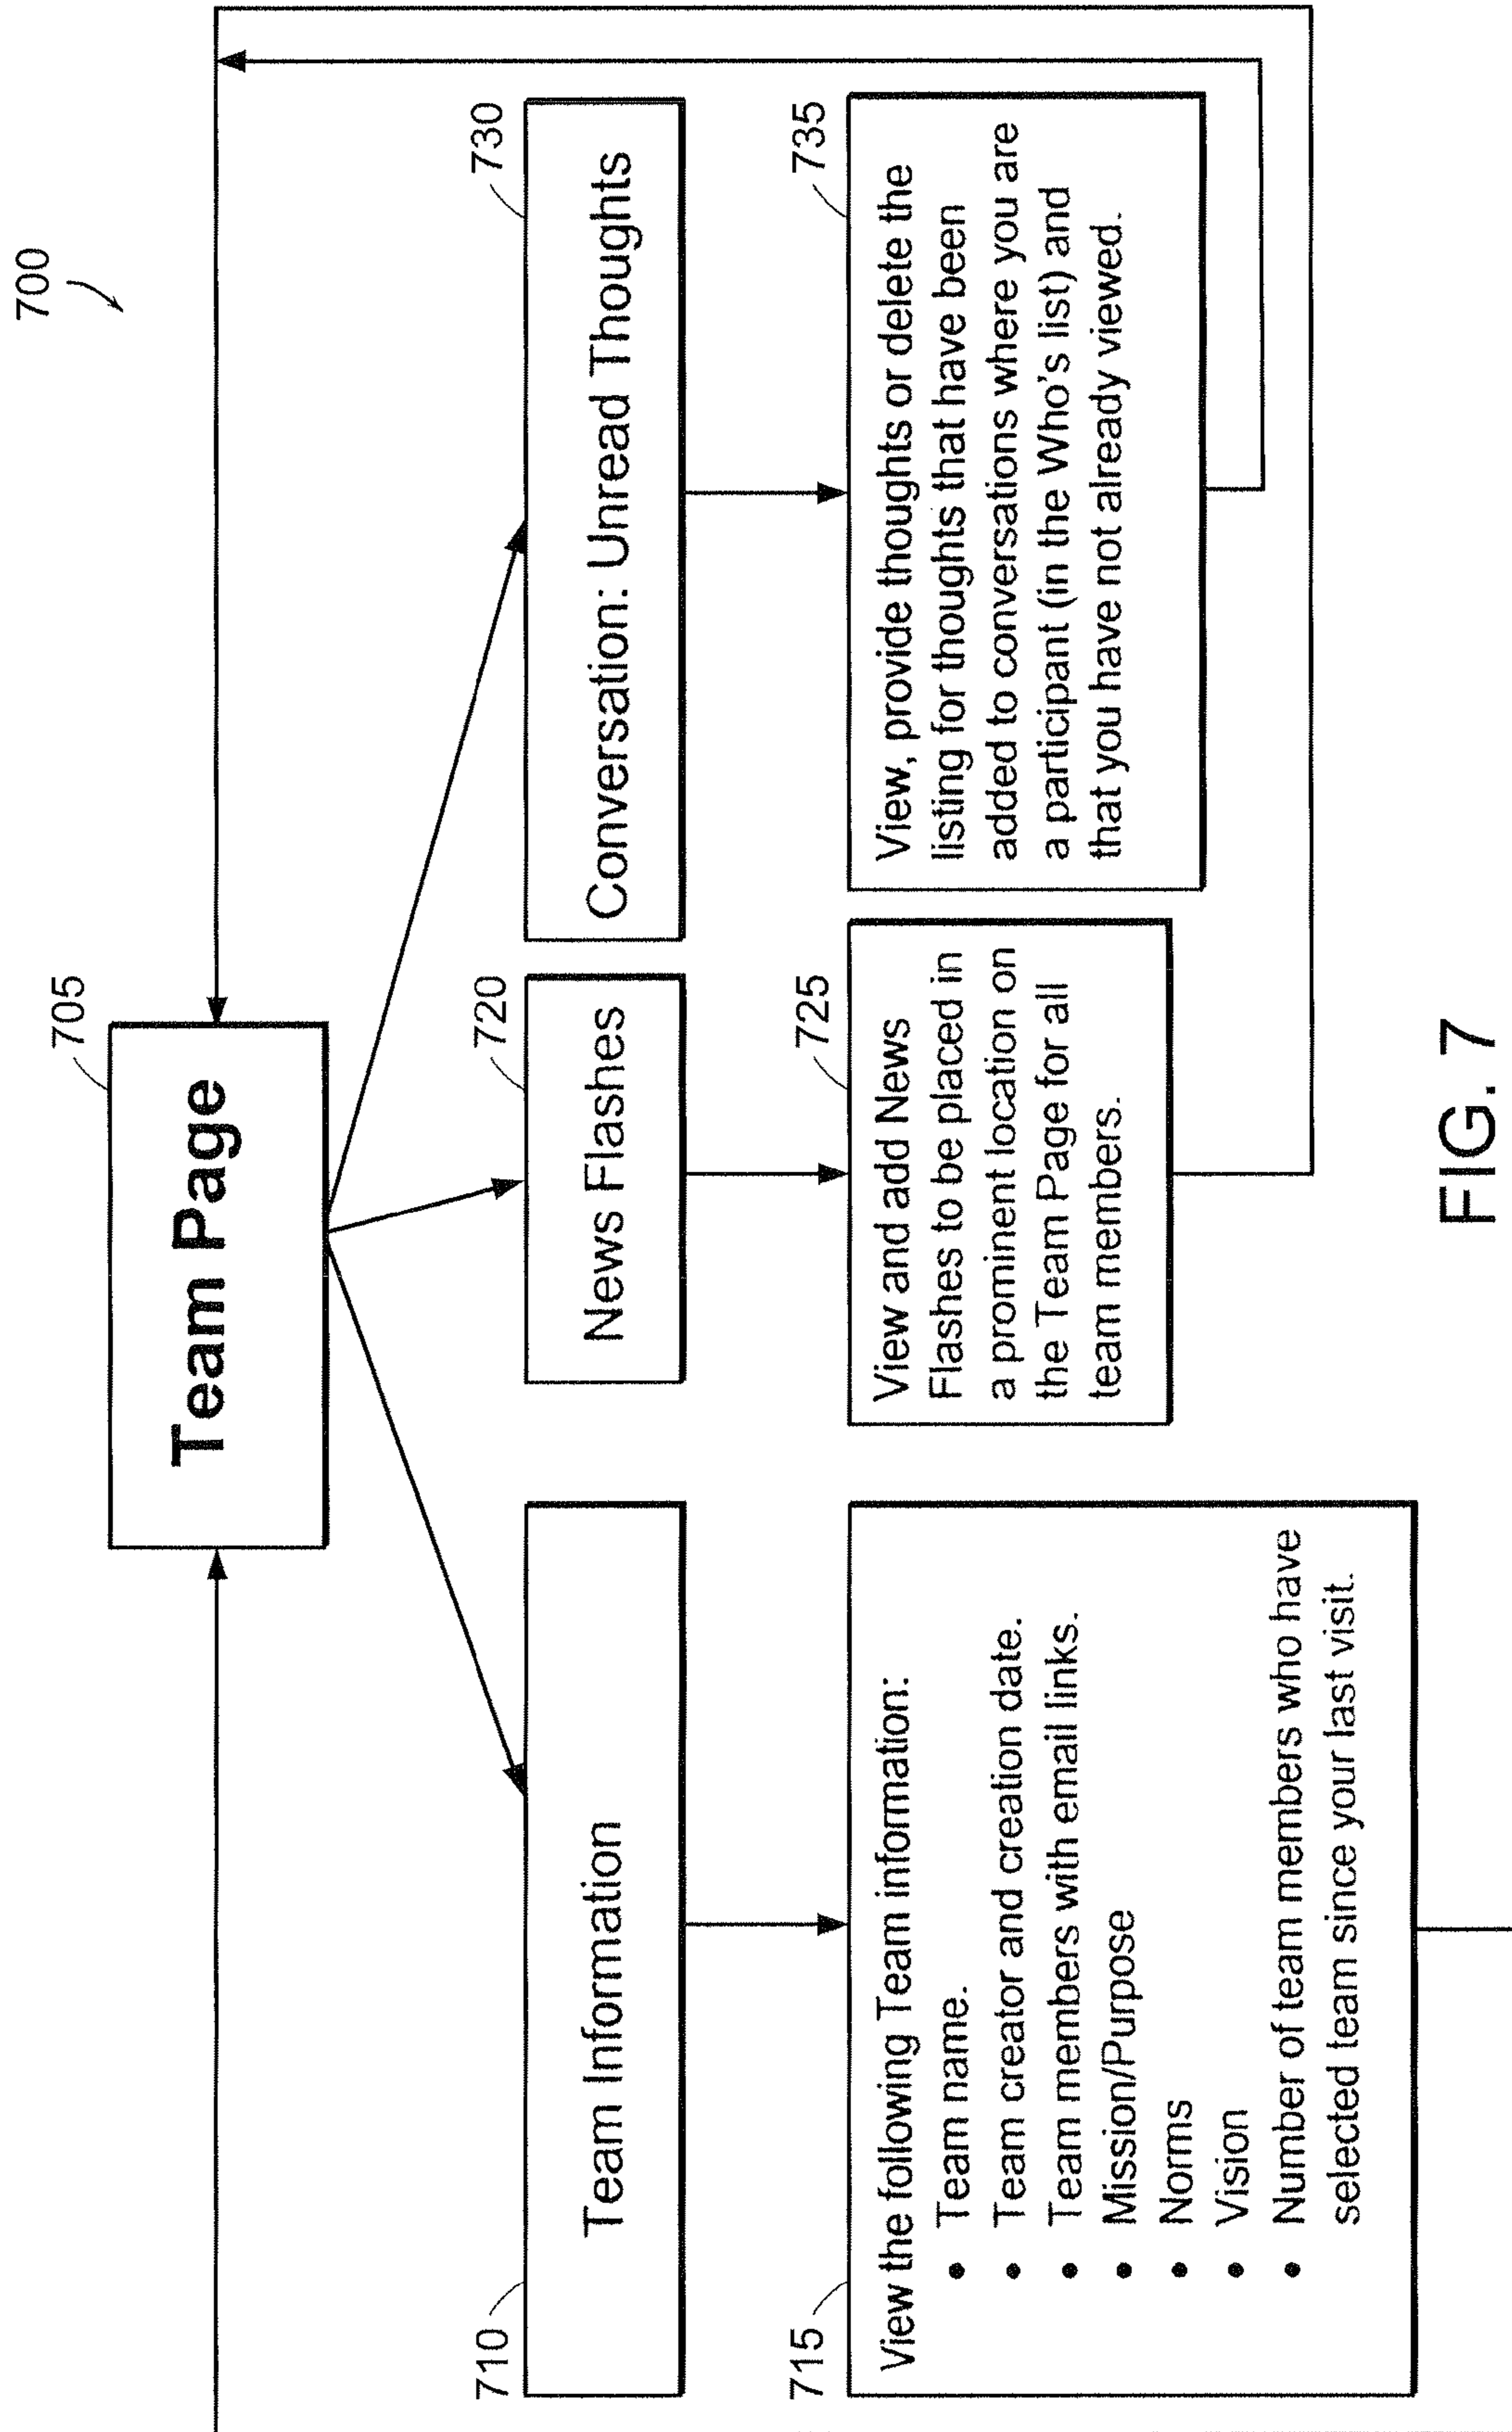 700
705
Team Page
710
Team Information
720
News Flashes
730
Conversation: Unread Thoughts
715
View the following Team information:
• Team name.
• Team creator and creation date.
• Team members with email links.
• Mission/Purpose
• Norms
• Vision
• Number of team members who have
selected team since your last visit.
725
View and add News
Flashes to be placed in
a prominent location on
the Team Page for all
team members.
735
View, provide thoughts or delete the
listing for thoughts that have been
added to conversations where you are
a participant (in the Who's list) and
that you have not already viewed.
FIG. 7